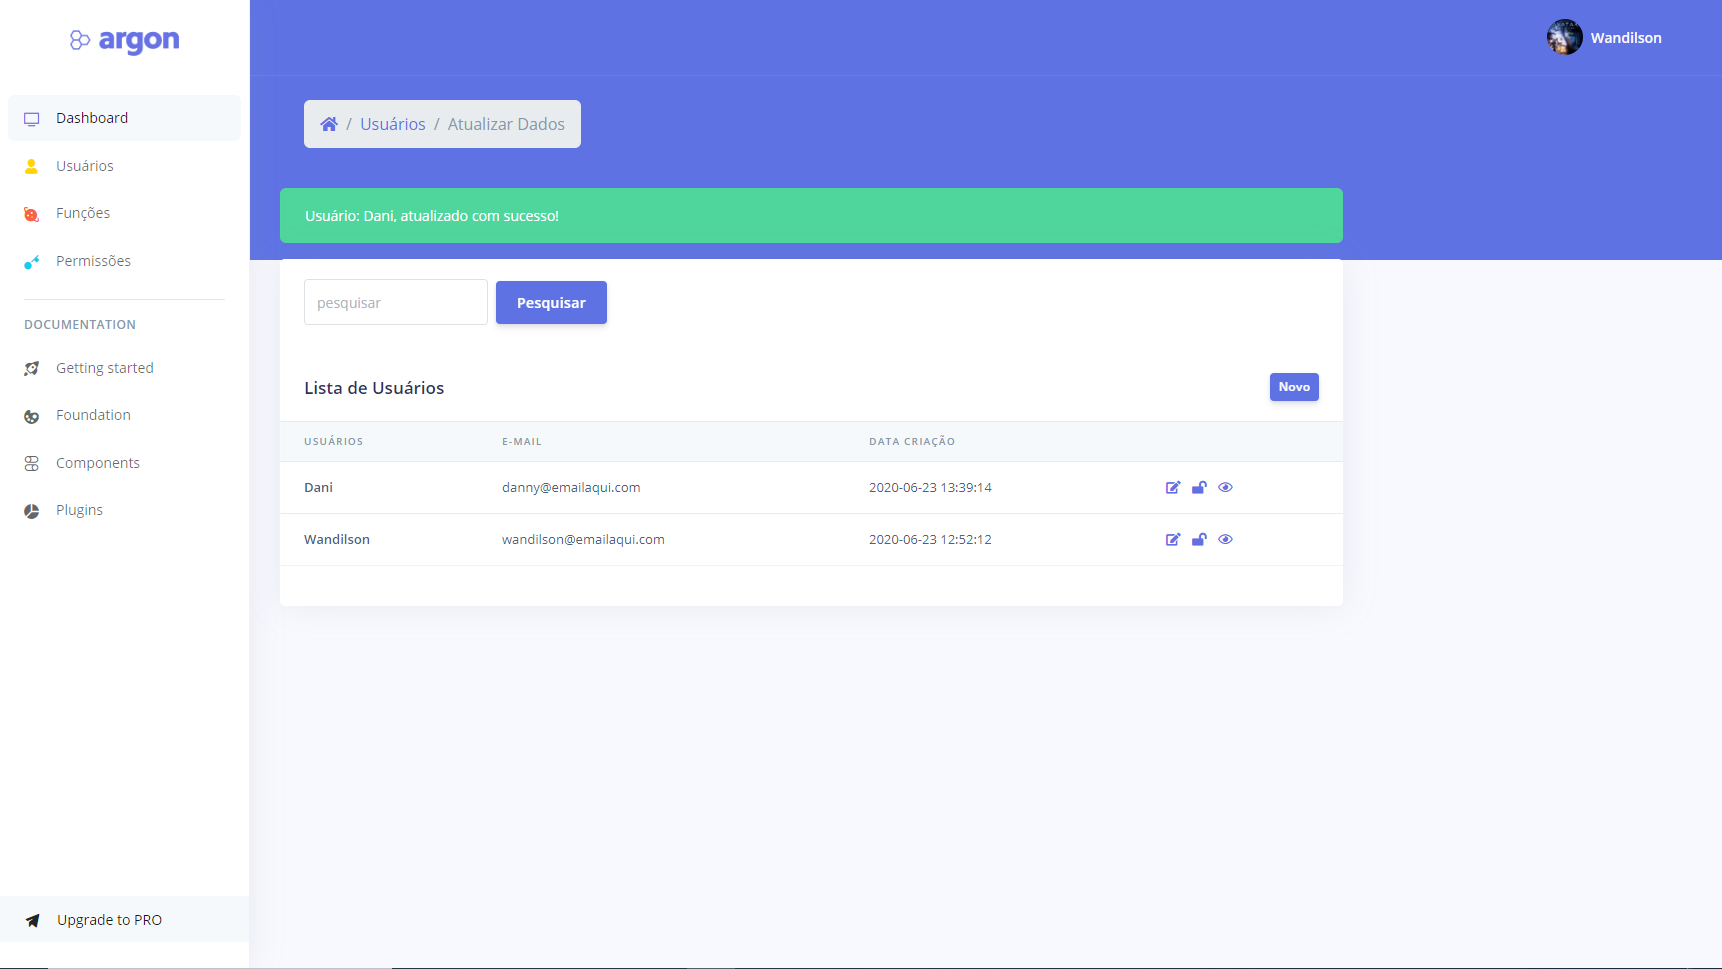 argon
Dashboard
Usuários
Funções
Permissões
DOCUMENTATION
Getting started
Foundation
Components
Plugins
Upgrade to PRO
Wandilson
/ Usuários / Atualizar Dados
Usuário: Dani, atualizado com sucesso!
pesquisar Pesquisar
Lista de Usuários Novo
USUÁRIOS E-MAIL DATA CRIAÇÃO
Dani danny@emailaqui.com 2020-06-23 13:39:14
Wandilson wandilson@emailaqui.com 2020-06-23 12:52:12